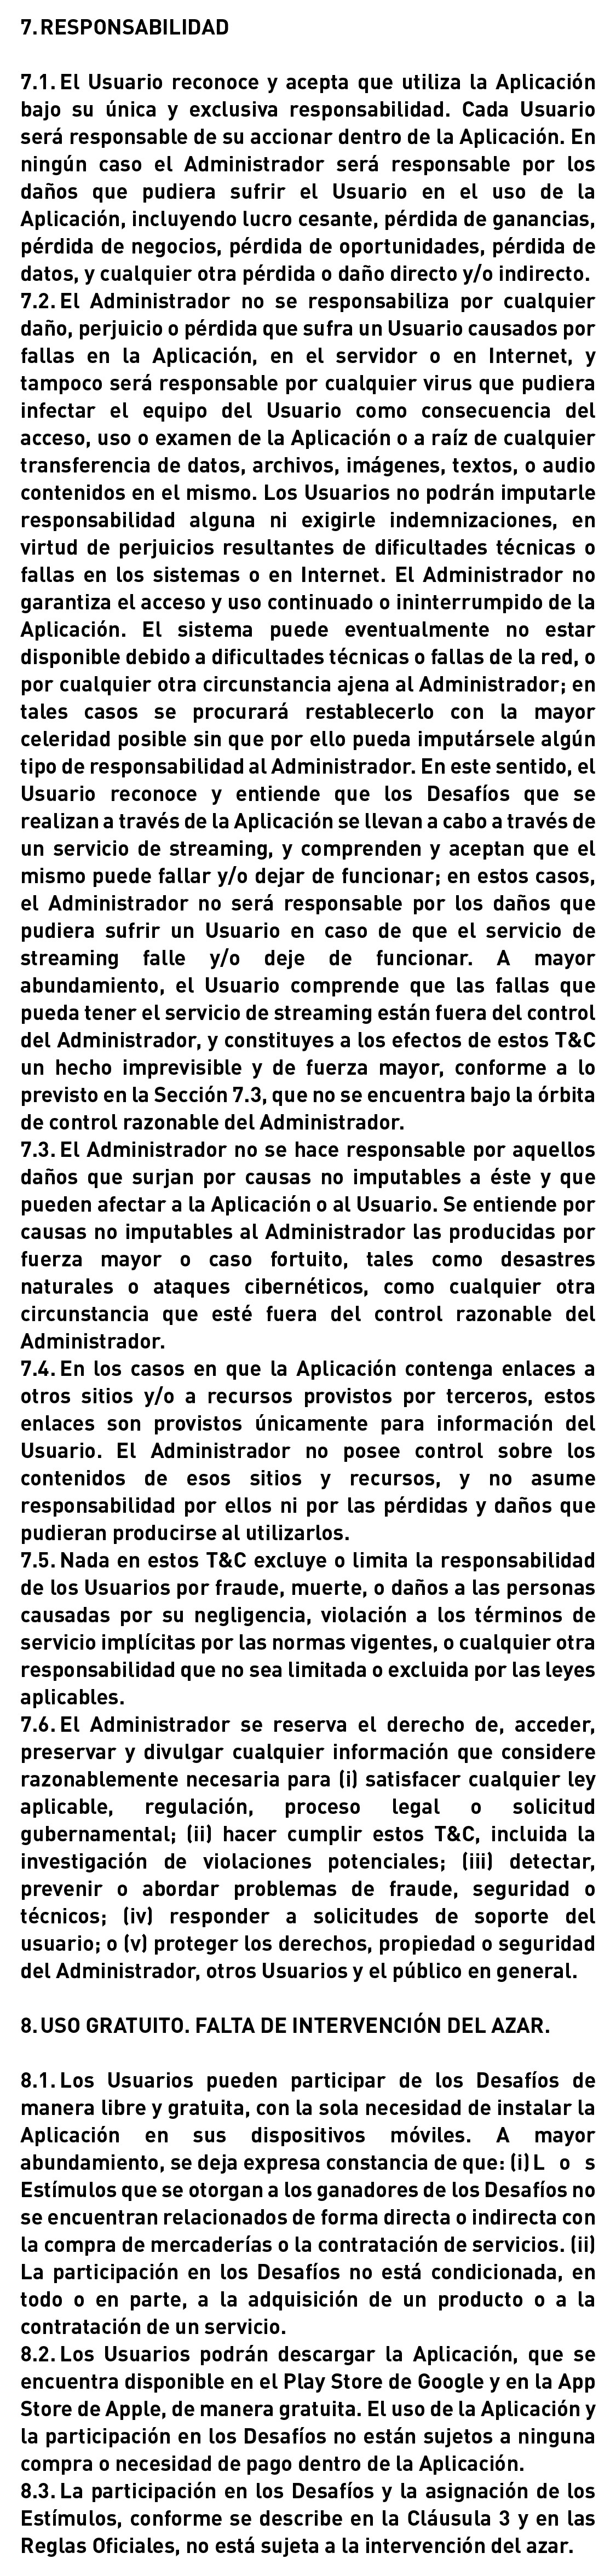 7. RESPONSABILIDAD
7.1. El Usuario reconoce y acepta que utiliza la Aplicación
bajo su única y exclusiva responsabilidad. Cada Usuario
será responsable de su accionar dentro de la Aplicación. En
ningún caso el Administrador será responsable por los
daños que pudiera sufrir el Usuario en el uso de la
Aplicación, incluyendo lucro cesante, pérdida de ganancias,
pérdida de negocios, pérdida de oportunidades, pérdida de
datos, y cualquier otra pérdida o daño directo y/o indirecto.
7.2. El Administrador no se responsabiliza por cualquier
daño, perjuicio o pérdida que sufra un Usuario causados por
fallas en la Aplicación, en el servidor o en Internet, y
tampoco será responsable por cualquier virus que pudiera
infectar el equipo del Usuario como consecuencia del
acceso, uso o examen de la Aplicación o a raíz de cualquier
transferencia de datos, archivos, imágenes, textos, o audio
contenidos en el mismo. Los Usuarios no podrán imputarle
responsabilidad alguna ni exigirle indemnizaciones, en
virtud de perjuicios resultantes de dificultades técnicas o
fallas en los sistemas o en Internet. El Administrador no
garantiza el acceso y uso continuado o ininterrumpido de la
Aplicación. El sistema puede eventualmente no estar
disponible debido a dificultades técnicas o fallas de la red, o
por cualquier otra circunstancia ajena al Administrador; en
tales casos se procurará restablecerlo con la mayor
celeridad posible sin que por ello pueda imputársele algún
tipo de responsabilidad al Administrador. En este sentido, el
Usuario reconoce y entiende que los Desafíos que se
realizan a través de la Aplicación se llevan a cabo a través de
un servicio de streaming, y comprenden y aceptan que el
mismo puede fallar y/o dejar de funcionar; en estos casos,
el Administrador no será responsable por los daños que
pudiera sufrir un Usuario en caso de que el servicio de
streaming falle y/o deje de funcionar. A mayor
abundamiento, el Usuario comprende que las fallas que
pueda tener el servicio de streaming están fuera del control
del Administrador, y constituyes a los efectos de estos T&C
un hecho imprevisible y de fuerza mayor, conforme a lo
previsto en la Sección 7.3, que no se encuentra bajo la órbita
de control razonable del Administrador.
7.3. El Administrador no se hace responsable por aquellos
daños que surjan por causas no imputables a éste y que
pueden afectar a la Aplicación o al Usuario. Se entiende por
causas no imputables al Administrador las producidas por
fuerza mayor o caso fortuito, tales como desastres
naturales o ataques cibernéticos, como cualquier otra
circunstancia que esté fuera del control razonable del
Administrador.
7.4. En los casos en que la Aplicación contenga enlaces a
otros sitios y/o a recursos provistos por terceros, estos
enlaces son provistos únicamente para información del
Usuario. El Administrador no posee control sobre los
contenidos de esos sitios y recursos, y no asume
responsabilidad por ellos ni por las pérdidas y daños que
pudieran producirse al utilizarlos.
7.5. Nada en estos T&C excluye o limita la responsabilidad
de los Usuarios por fraude, muerte, o daños a las personas
causadas por su negligencia, violación a los términos de
servicio implícitas por las normas vigentes, o cualquier otra
responsabilidad que no sea limitada o excluida por las leyes
aplicables.
7.6. El Administrador se reserva el derecho de, acceder,
preservar y divulgar cualquier información que considere
razonablemente necesaria para (i) satisfacer cualquier ley
aplicable, regulación, proceso legal o solicitud
gubernamental; (ii) hacer cumplir estos T&C, incluida la
investigación de violaciones potenciales; (iii) detectar,
prevenir o abordar problemas de fraude, seguridad o
técnicos; (iv) responder a solicitudes de soporte del
usuario; o (v) proteger los derechos, propiedad o seguridad
del Administrador, otros Usuarios y el público en general.
8. USO GRATUITO. FALTA DE INTERVENCIÓN DEL AZAR.
8.1. Los Usuarios pueden participar de los Desafíos de
manera libre y gratuita, con la sola necesidad de instalar la
Aplicación en sus dispositivos móviles. A mayor
abundamiento, se deja expresa constancia de que: (i) L o s
Estímulos que se otorgan a los ganadores de los Desafíos no
se encuentran relacionados de forma directa o indirecta con
la compra de mercaderías o la contratación de servicios. (ii)
La participación en los Desafíos no está condicionada, en
todo o en parte, a la adquisición de un producto o a la
contratación de un servicio.
8.2. Los Usuarios podrán descargar la Aplicación, que se
encuentra disponible en el Play Store de Google y en la App
Store de Apple, de manera gratuita. El uso de la Aplicación y
la participación en los Desafíos no están sujetos a ninguna
compra o necesidad de pago dentro de la Aplicación.
8.3. La participación en los Desafíos y la asignación de los
Estímulos, conforme se describe en la Cláusula 3 y en las
Reglas Oficiales, no está sujeta a la intervención del azar.